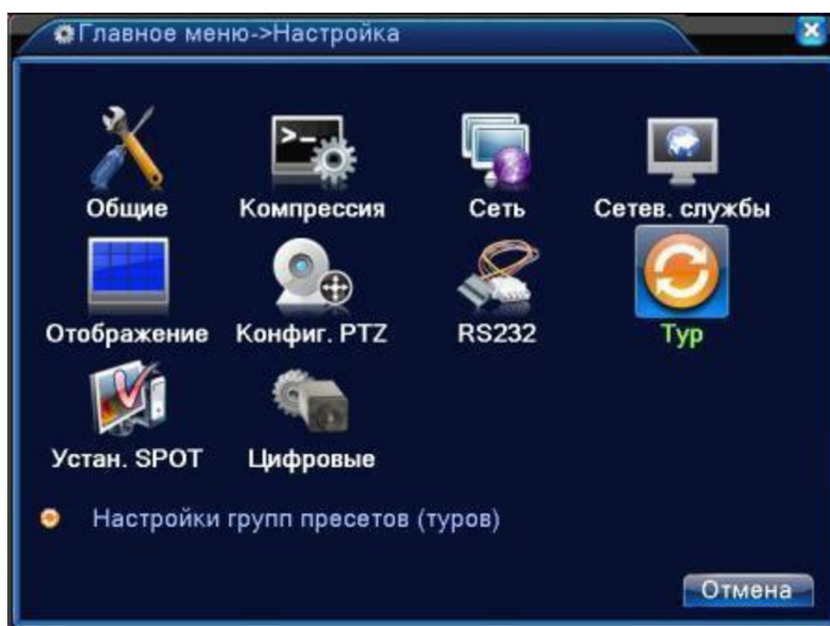 Главное меню->Настройка
Общие
Компрессия
Сеть
Сетев. службы
Отображение
Конфиг. PTZ
RS232
Тур
Устан. SPOT
Цифровые
Настройки групп пресетов (туров)
Отмена